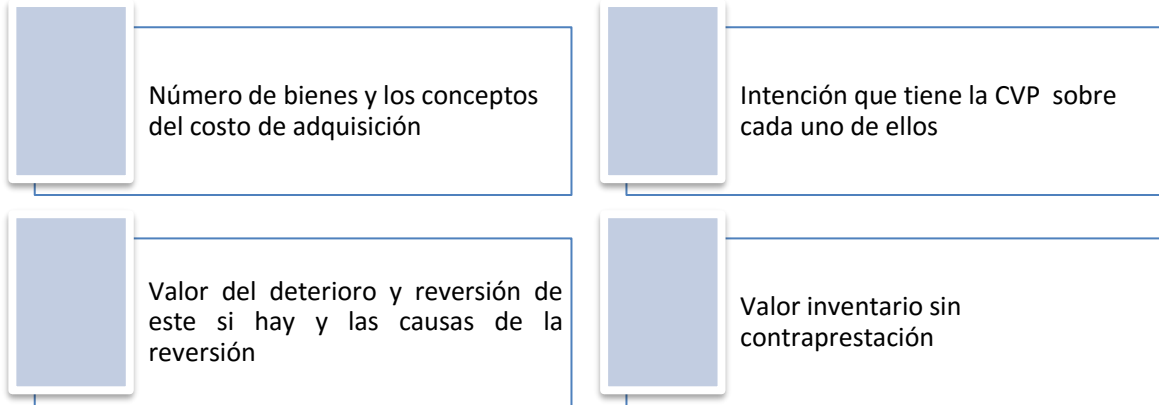 Número de bienes y los conceptos
del costo de adquisición
Intención que tiene la CVP  sobre
cada uno de ellos
Valor del deterioro y reversión de
este si hay y las causas de la
reversión
Valor inventario sin
contraprestación